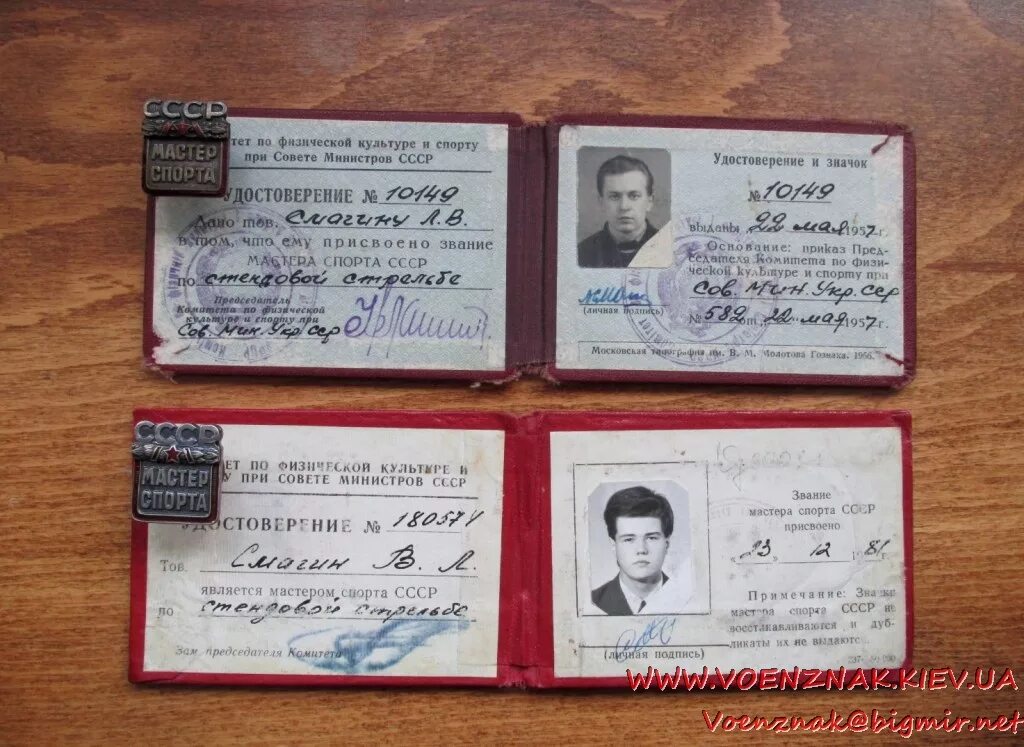 СССР
МАСТЕР
СПОРТА
тет по физической культуре и спорту
при Совете Министров СССР
УДОСТОВЕРЕНИЕ № 10149
Дано тов. Смагину Л. В.
в том, что ему присвоено звание
МАСТЕРА СПОРТА СССР
по стендовой стрельбе
Председатель
Комитета по физической
культуре и спорту при
Сов. Мин. Укр. ССР
Удостоверение и значок
№ 10149
выданы 22 мая 1957 г.
Основание: приказ Пред-
седателя Комитета по физи-
ческой культуре и спорту при
Сов. Мин. Укр. ССР
№ 582 от 22 мая 1957 г.
(личная подпись)
Московская типография им. В. М. Молотова Гознака. 1956.
СССР
МАСТЕР
СПОРТА
ЕТ ПО ФИЗИЧЕСКОЙ КУЛЬТУРЕ И
У ПРИ СОВЕТЕ МИНИСТРОВ СССР
УДОСТОВЕРЕНИЕ № 180574
Тов. Смагин В. Л.
является мастером спорта СССР
по стендовой стрельбе
Зам. председателя Комитета
Звание
мастера спорта СССР
присвоено
„23„ 12 1981 г.
Примечание: Значки
мастера спорта СССР не
восстанавливаются и дуб-
ликаты их не выдаются.
(личная подпись)
WWW.VOENZNAK.KIEV.UA
Voenznak@bigmir.net